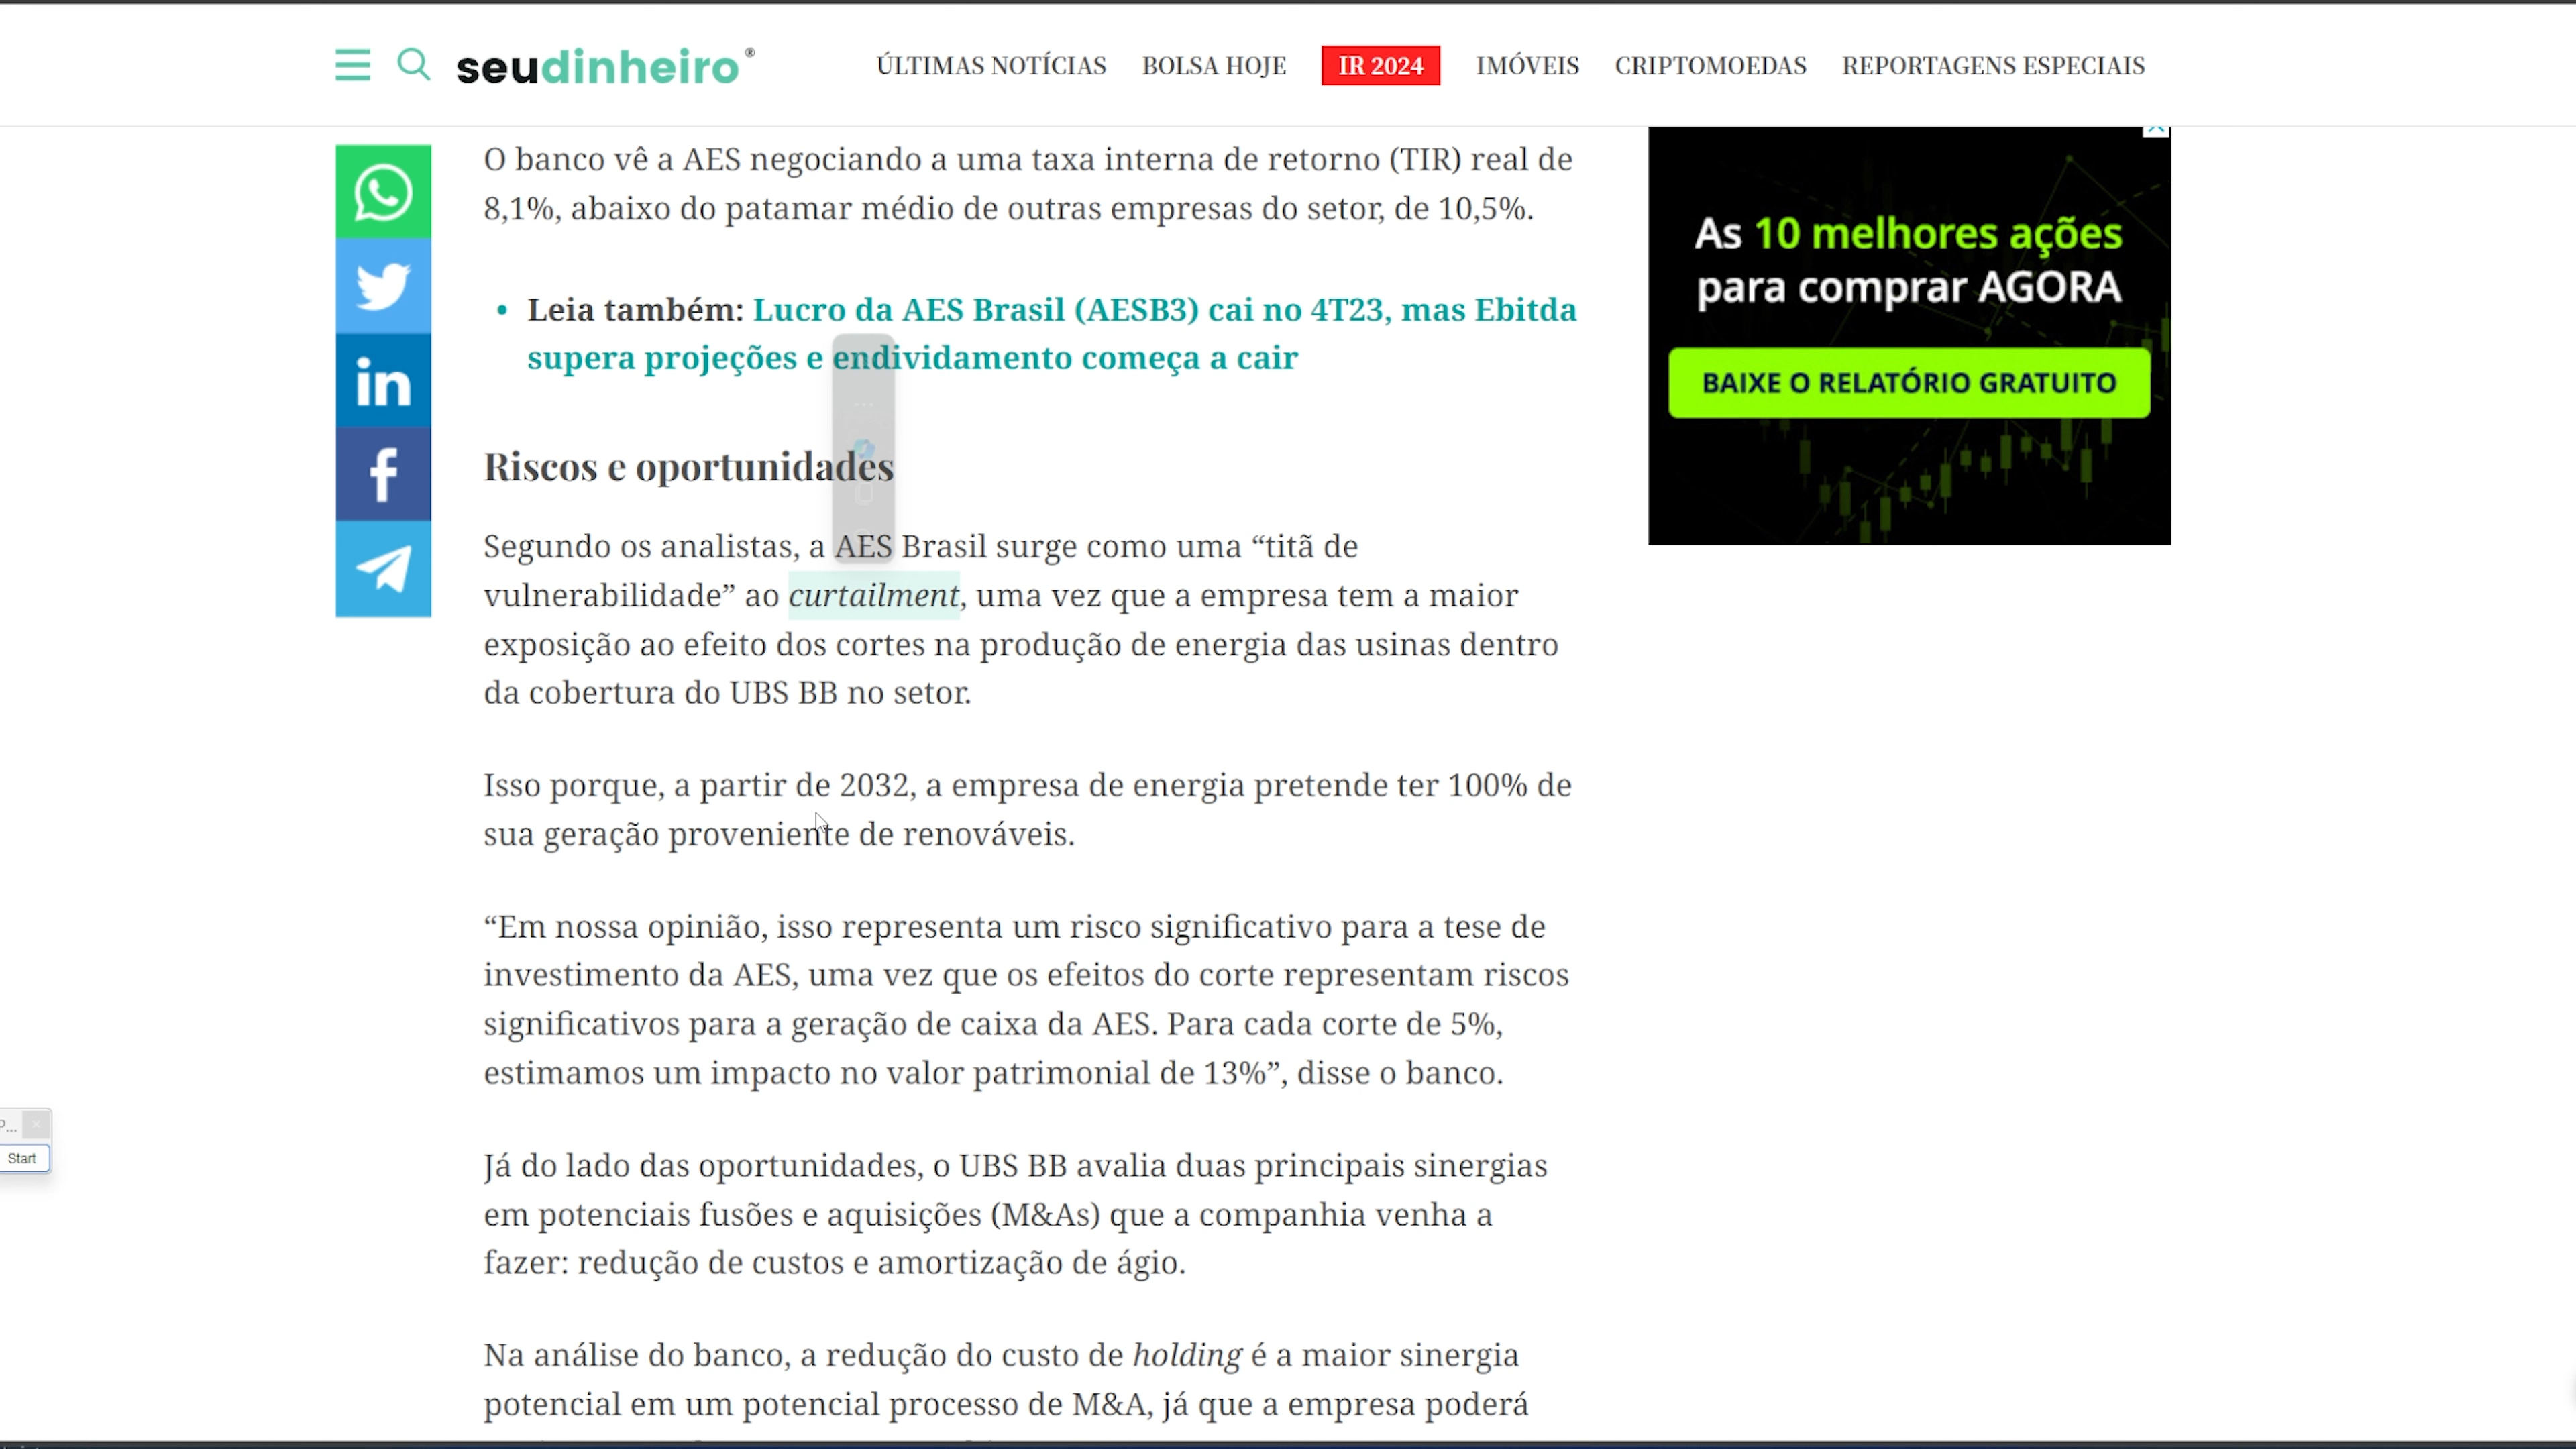 seudinheiro®
ÚLTIMAS NOTÍCIAS BOLSA HOJE IR 2024 IMÓVEIS CRIPTOMOEDAS REPORTAGENS ESPECIAIS
O banco vê a AES negociando a uma taxa interna de retorno (TIR) real de
8,1%, abaixo do patamar médio de outras empresas do setor, de 10,5%.
• Leia também: Lucro da AES Brasil (AESB3) cai no 4T23, mas Ebitda
supera projeções e endividamento começa a cair
Riscos e oportunidades
Segundo os analistas, a AES Brasil surge como uma “titã de
vulnerabilidade” ao curtailment, uma vez que a empresa tem a maior
exposição ao efeito dos cortes na produção de energia das usinas dentro
da cobertura do UBS BB no setor.
Isso porque, a partir de 2032, a empresa de energia pretende ter 100% de
sua geração proveniente de renováveis.
“Em nossa opinião, isso representa um risco significativo para a tese de
investimento da AES, uma vez que os efeitos do corte representam riscos
significativos para a geração de caixa da AES. Para cada corte de 5%,
estimamos um impacto no valor patrimonial de 13%”, disse o banco.
Já do lado das oportunidades, o UBS BB avalia duas principais sinergias
em potenciais fusões e aquisições (M&As) que a companhia venha a
fazer: redução de custos e amortização de ágio.
Na análise do banco, a redução do custo de holding é a maior sinergia
potencial em um potencial processo de M&A, já que a empresa poderá
As 10 melhores ações
para comprar AGORA
BAIXE O RELATÓRIO GRATUITO
P...
Start